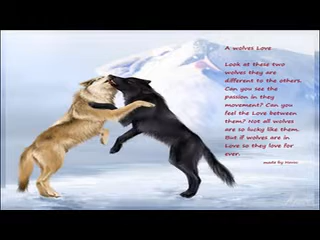 A wolves Love
Look at these two
wolves they are
different to the others.
Can you see the
passion in they
movement? Can you
feel the Love between
them? Not all wolves
are so lucky like them.
But if wolves are in
Love so they love for
ever.
made by